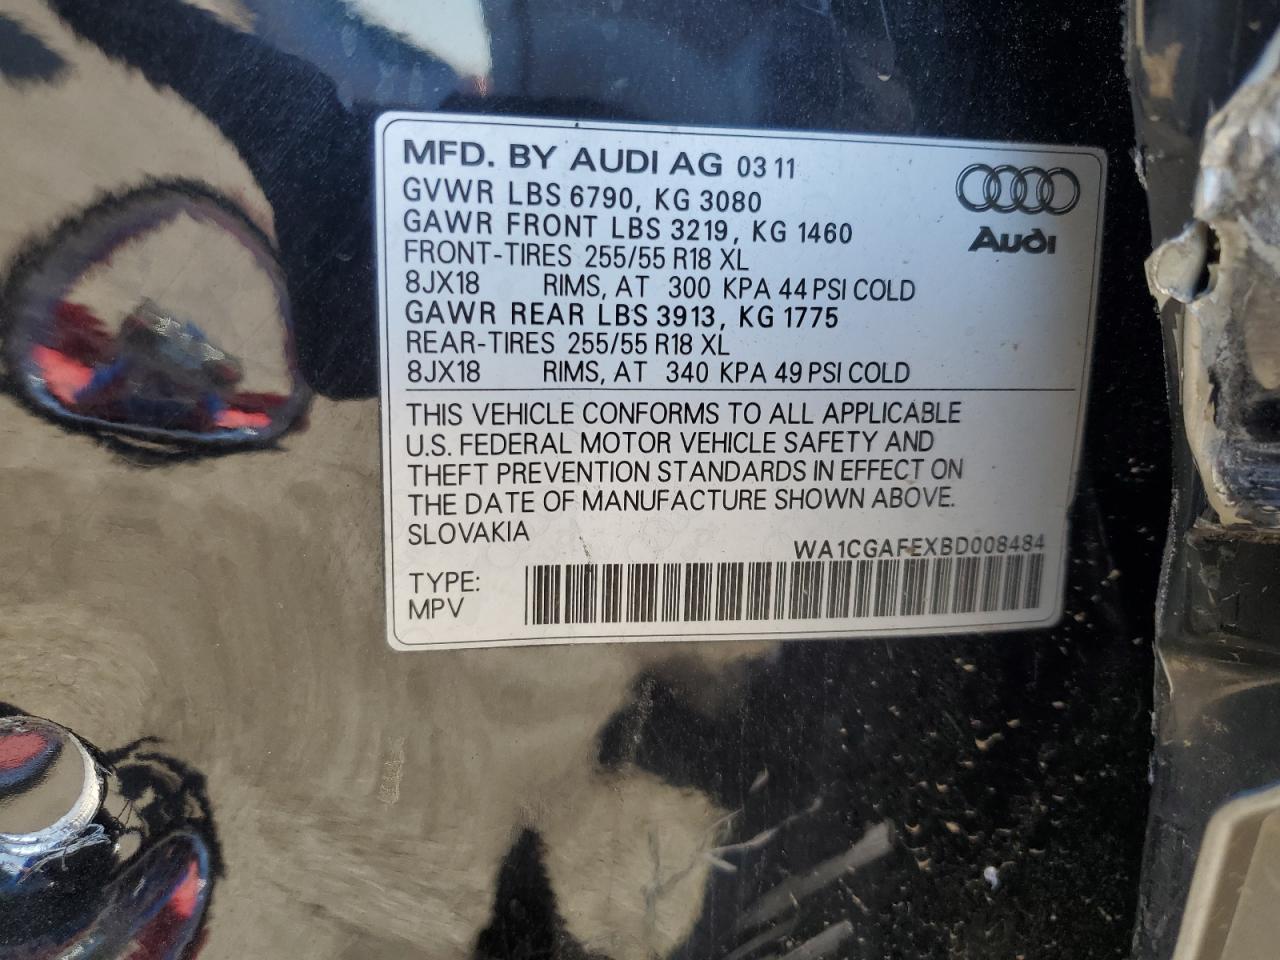 MFD. BY AUDI AG 03 11
GVWR LBS 6790, KG 3080
GAWR FRONT LBS 3219, KG 1460
FRONT-TIRES 255/55 R18 XL
8JX18 RIMS, AT 300 KPA 44 PSI COLD
GAWR REAR LBS 3913, KG 1775
REAR-TIRES 255/55 R18 XL
8JX18 RIMS, AT 340 KPA 49 PSI COLD
Audi
THIS VEHICLE CONFORMS TO ALL APPLICABLE
U.S. FEDERAL MOTOR VEHICLE SAFETY AND
THEFT PREVENTION STANDARDS IN EFFECT ON
THE DATE OF MANUFACTURE SHOWN ABOVE.
SLOVAKIA
WA1CGAFEXBD008484
TYPE:
MPV